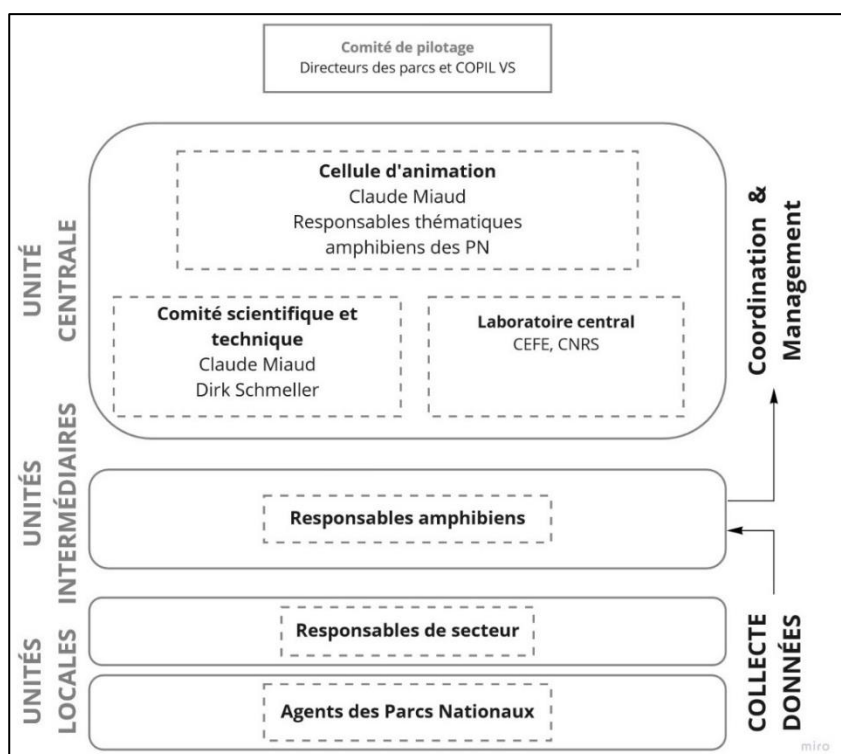 Comité de pilotage
Directeurs des parcs et COPIL VS
UNITÉ
CENTRALE
Cellule d'animation
Claude Miaud
Responsables thématiques
amphibiens des PN
Comité scientifique et
technique
Claude Miaud
Dirk Schmeller
Laboratoire central
CEFE, CNRS
Coordination &
Management
UNITÉS
INTERMÉDIAIRES
Responsables amphibiens
UNITÉS
LOCALES
Responsables de secteur
Agents des Parcs Nationaux
COLLECTE
DONNÉES
miro